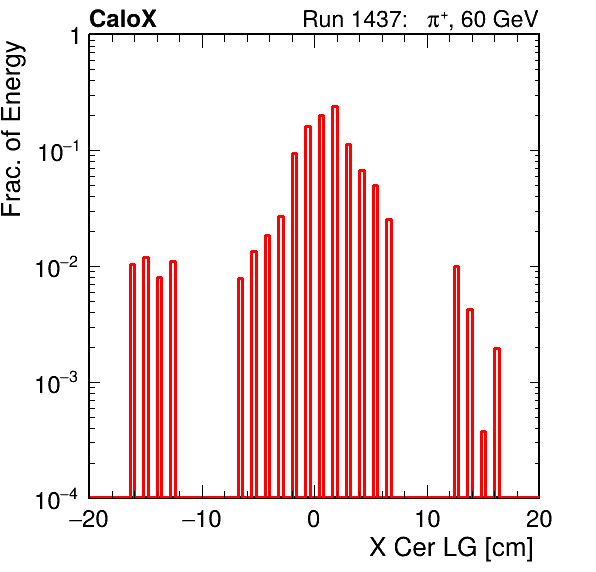 CaloX Run 1437: π⁺, 60 GeV
Frac. of Energy
1
10⁻¹
10⁻²
10⁻³
10⁻⁴
−20 −10 0 10 20
X Cer LG [cm]